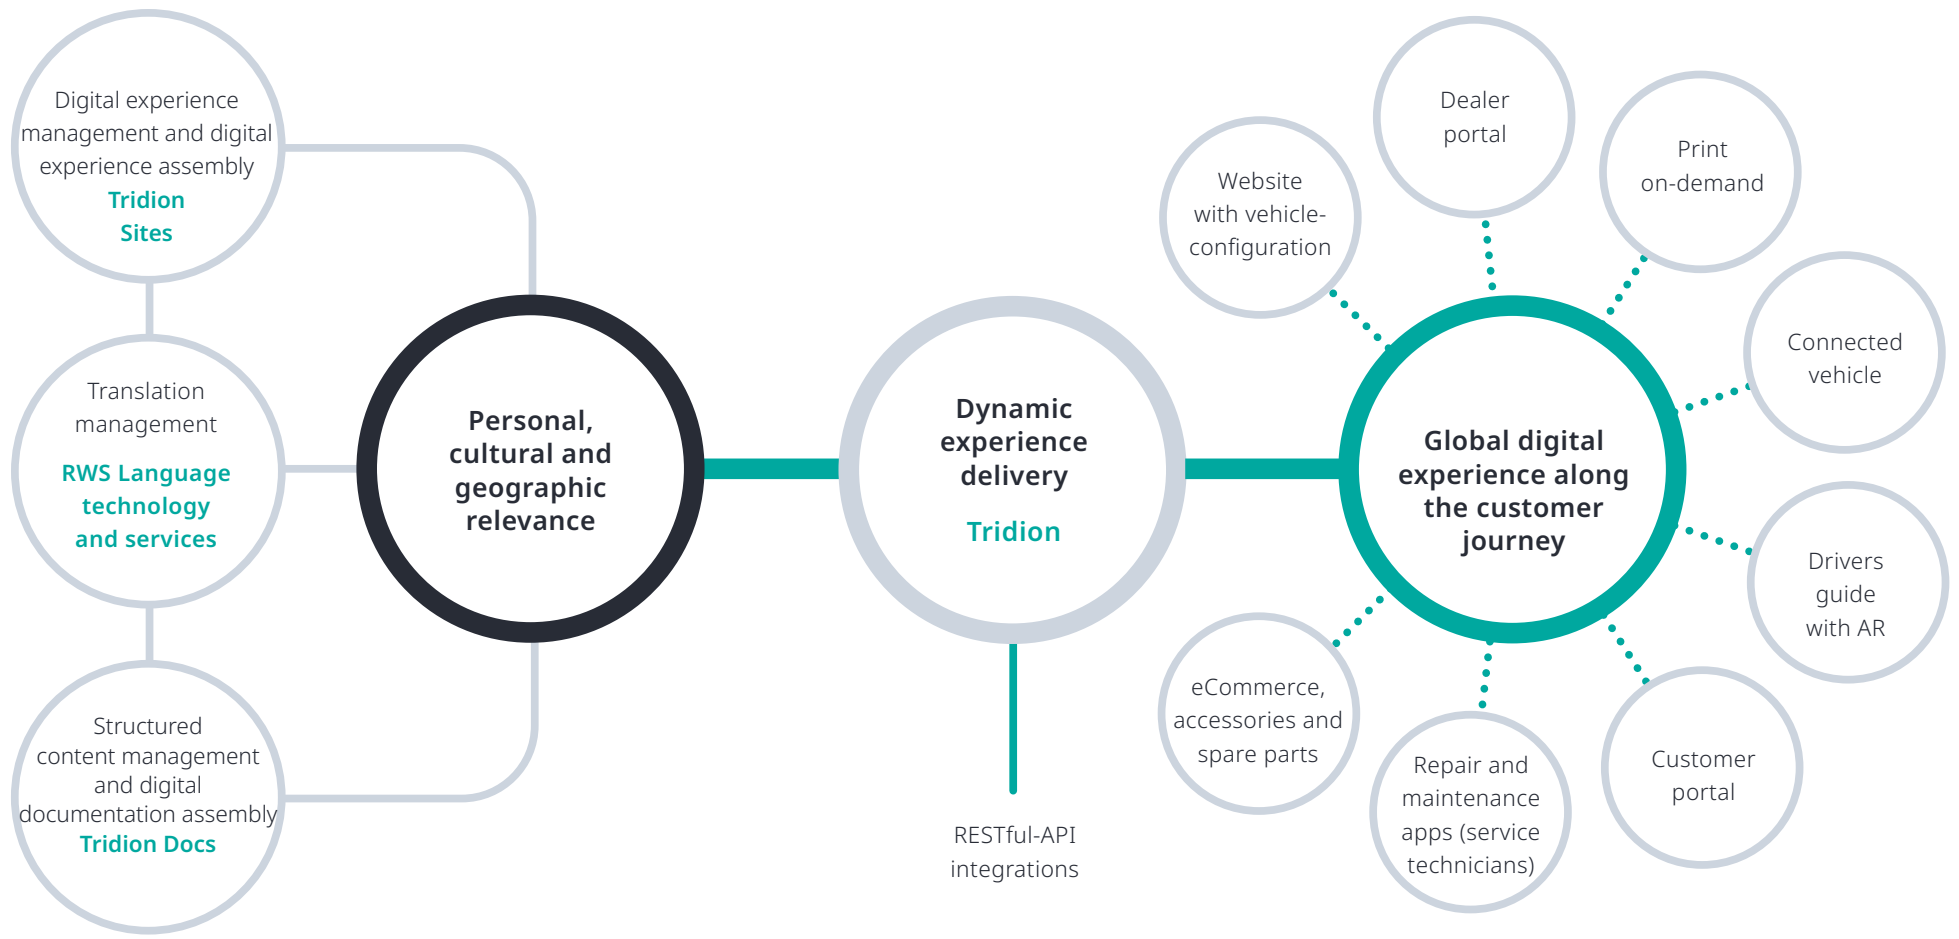 Digital experience
management and digital
experience assembly
Tridion
Sites
Translation
management
RWS Language
technology
and services
Structured
content management
and digital
documentation assembly
Tridion Docs
Personal,
cultural and
geographic
relevance
Dynamic
experience
delivery
Tridion
RESTful-API
integrations
Global digital
experience along
the customer
journey
Website
with vehicle-
configuration
Dealer
portal
Print
on-demand
Connected
vehicle
Drivers
guide
with AR
Customer
portal
Repair and
maintenance
apps (service
technicians)
eCommerce,
accessories and
spare parts